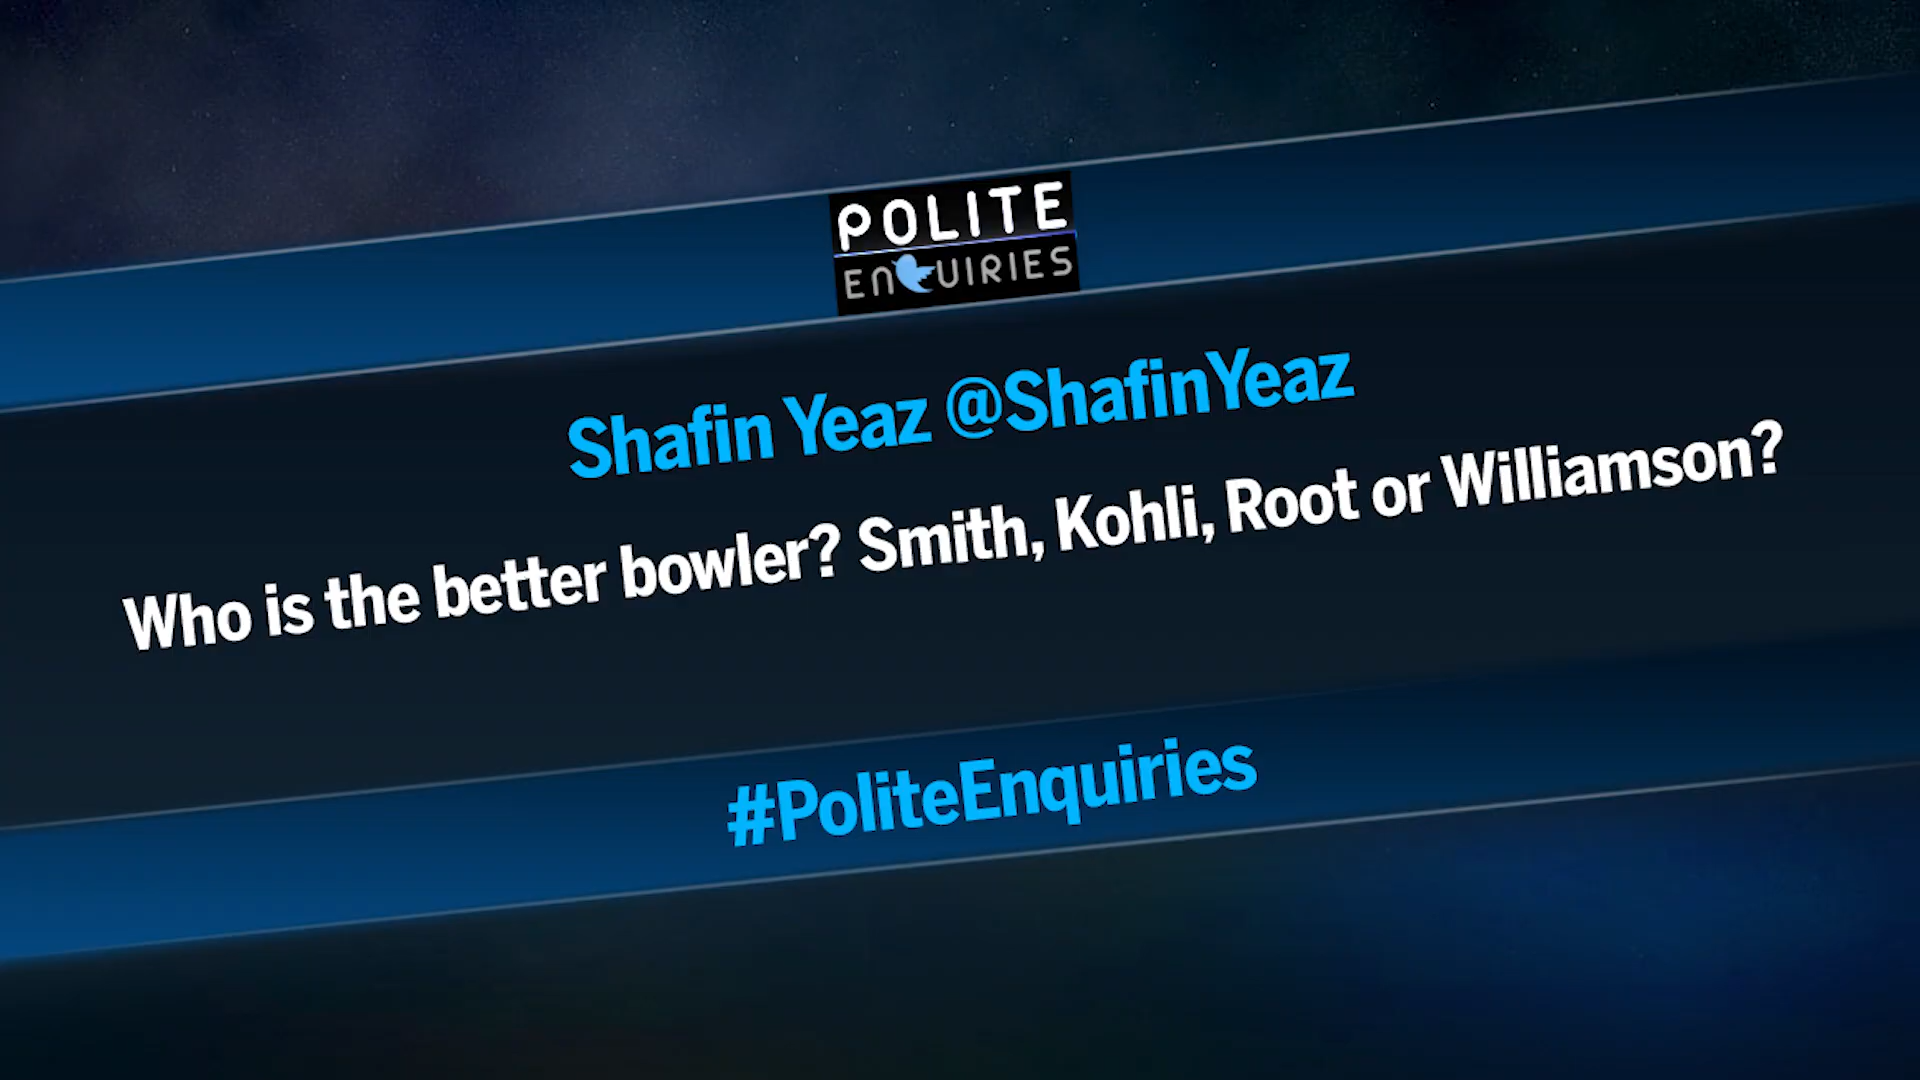 POLITE
ENQUIRIES
Shafin Yeaz @ShafinYeaz
Who is the better bowler? Smith, Kohli, Root or Williamson?
#PoliteEnquiries